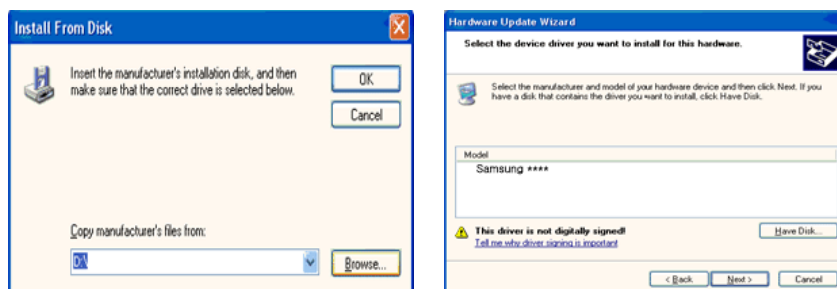 Install From Disk
Insert the manufacturer's installation disk, and then
make sure that the correct drive is selected below.
OK
Cancel
Copy manufacturer's files from:
D:\
Browse...
Hardware Update Wizard
Select the device driver you want to install for this hardware.
Select the manufacturer and model of your hardware device and then click Next. If you
have a disk that contains the driver you want to install, click Have Disk.
Model
Samsung ****
This driver is not digitally signed!
Tell me why driver signing is important
Have Disk...
< Back
Next >
Cancel